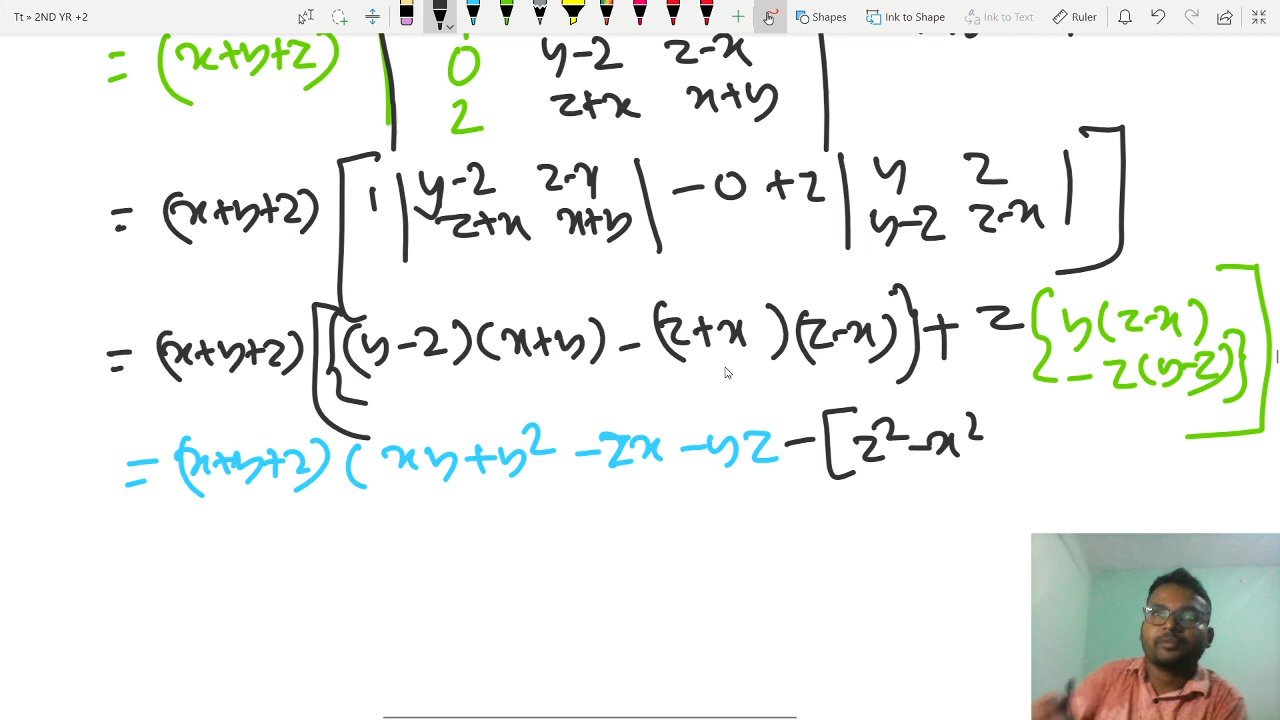 Tt » 2ND YR +2
Shapes Ink to Shape Ink to Text Ruler
= (x+y+z) | 0 y-z z-x |
2 z+x x+y
= (x+y+z) [ 1 | y-z z-x | - 0 + 2 | y z | ]
z+x x+y y-z z-x
= (x+y+z) [ { (y-z)(x+y) - (z+x)(z-x) } + 2 { y(z-x)
- z(y-z) } ]
= (x+y+z) ( xy + y² - zx - yz - [ z² - x²